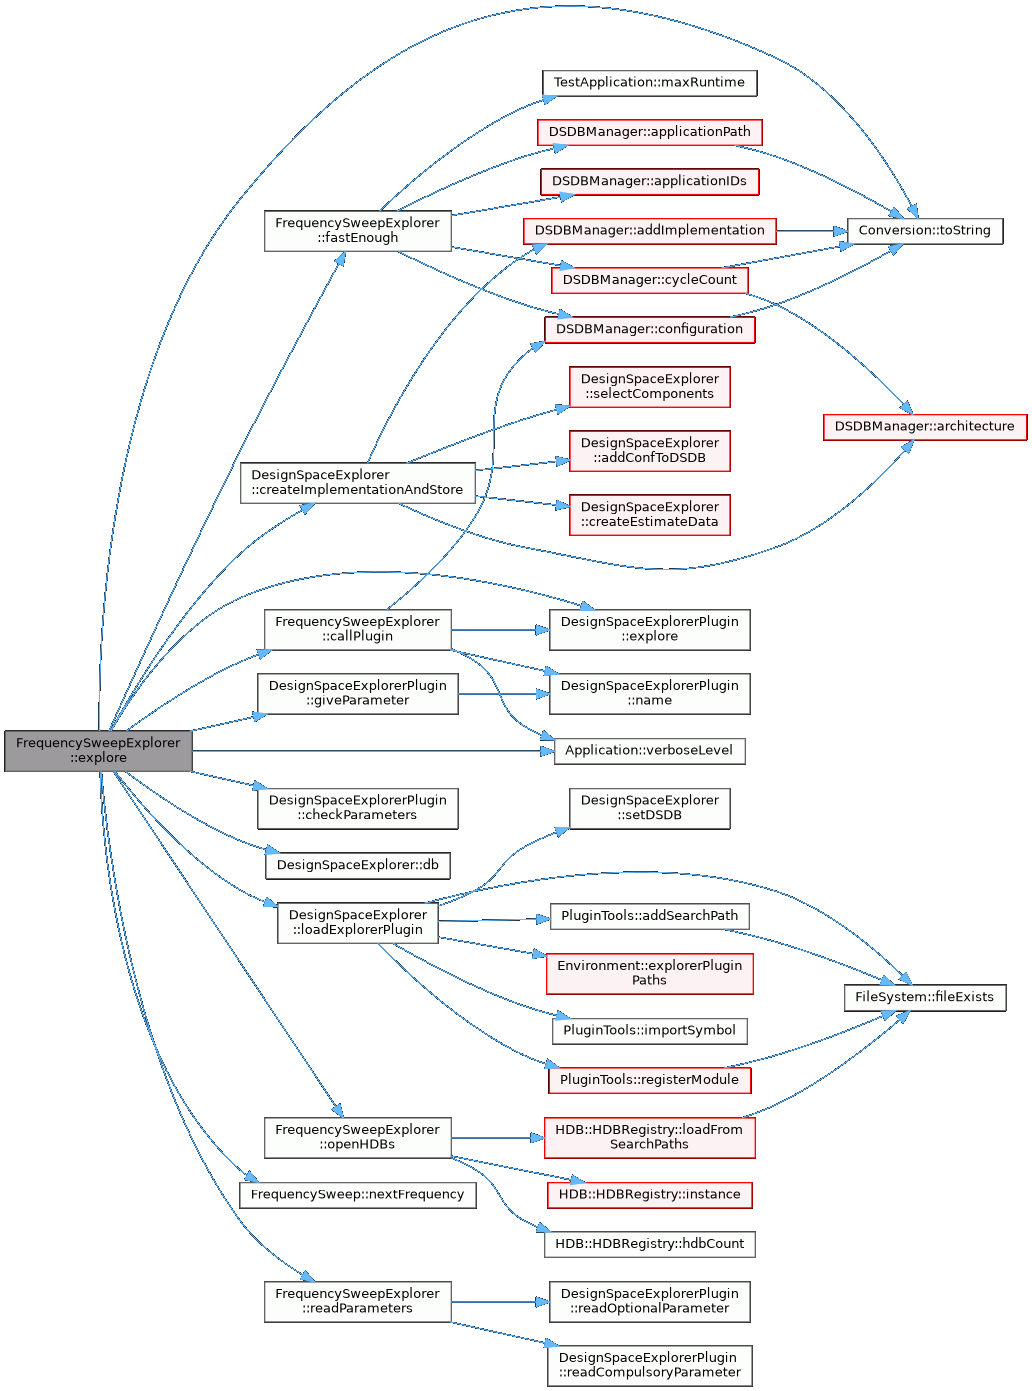 TestApplication::maxRuntime
DSDBManager::applicationPath
DSDBManager::applicationIDs
FrequencySweepExplorer
::fastEnough
DSDBManager::addImplementation
Conversion::toString
DSDBManager::cycleCount
DSDBManager::configuration
DesignSpaceExplorer
::selectComponents
DSDBManager::architecture
DesignSpaceExplorer
::addConfToDSDB
DesignSpaceExplorer
::createImplementationAndStore
DesignSpaceExplorer
::createEstimateData
FrequencySweepExplorer
::callPlugin
DesignSpaceExplorerPlugin
::explore
DesignSpaceExplorerPlugin
::giveParameter
DesignSpaceExplorerPlugin
::name
FrequencySweepExplorer
::explore
Application::verboseLevel
DesignSpaceExplorerPlugin
::checkParameters
DesignSpaceExplorer
::setDSDB
DesignSpaceExplorer::db
DesignSpaceExplorer
::loadExplorerPlugin
PluginTools::addSearchPath
Environment::explorerPlugin
Paths
FileSystem::fileExists
PluginTools::importSymbol
PluginTools::registerModule
FrequencySweepExplorer
::openHDBs
HDB::HDBRegistry::loadFrom
SearchPaths
FrequencySweep::nextFrequency
HDB::HDBRegistry::instance
HDB::HDBRegistry::hdbCount
FrequencySweepExplorer
::readParameters
DesignSpaceExplorerPlugin
::readOptionalParameter
DesignSpaceExplorerPlugin
::readCompulsoryParameter